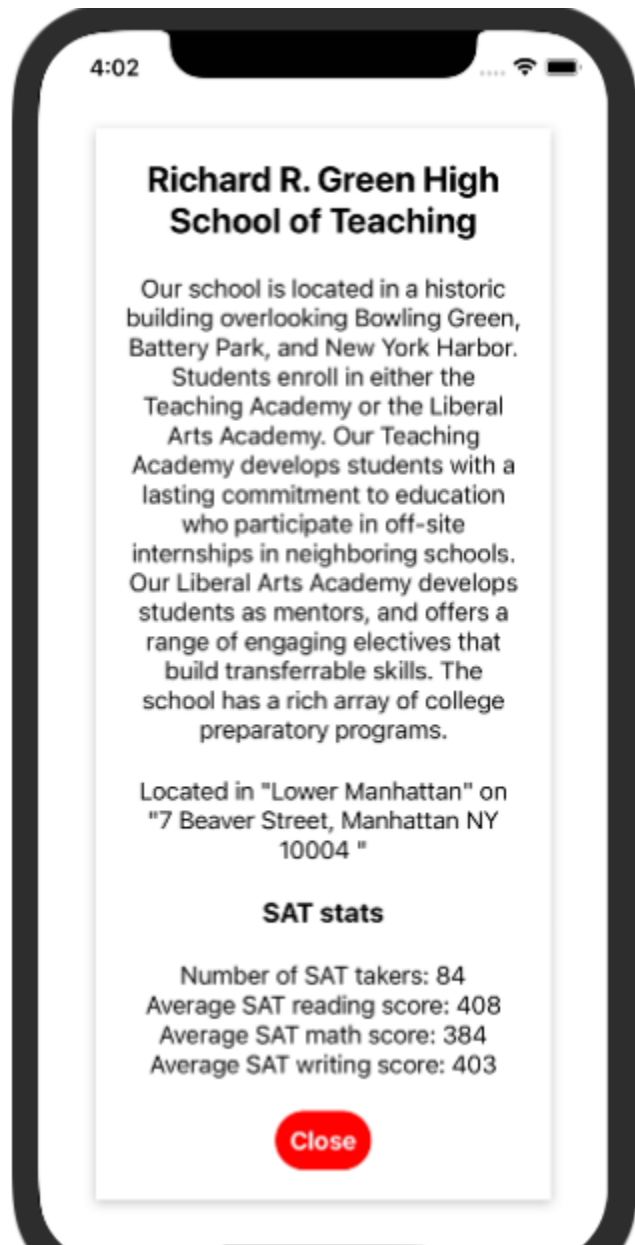 4:02
Richard R. Green High
School of Teaching
Our school is located in a historic
building overlooking Bowling Green,
Battery Park, and New York Harbor.
Students enroll in either the
Teaching Academy or the Liberal
Arts Academy. Our Teaching
Academy develops students with a
lasting commitment to education
who participate in off-site
internships in neighboring schools.
Our Liberal Arts Academy develops
students as mentors, and offers a
range of engaging electives that
build transferrable skills. The
school has a rich array of college
preparatory programs.
Located in "Lower Manhattan" on
"7 Beaver Street, Manhattan NY
10004 "
SAT stats
Number of SAT takers: 84
Average SAT reading score: 408
Average SAT math score: 384
Average SAT writing score: 403
Close